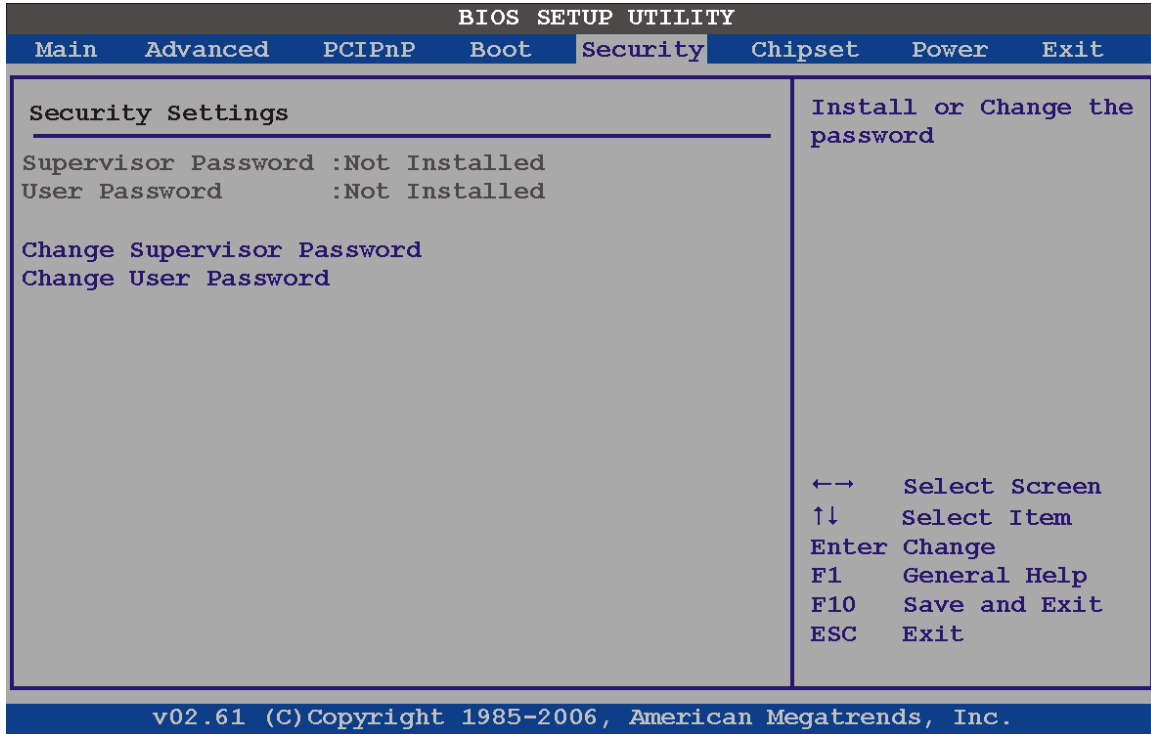 BIOS SETUP UTILITY
Main Advanced PCIPnP Boot Security Chipset Power Exit
Security Settings
Supervisor Password :Not Installed
User Password :Not Installed
Change Supervisor Password
Change User Password
Install or Change the
password
←→ Select Screen
↑↓ Select Item
Enter Change
F1 General Help
F10 Save and Exit
ESC Exit
v02.61 (C)Copyright 1985-2006, American Megatrends, Inc.